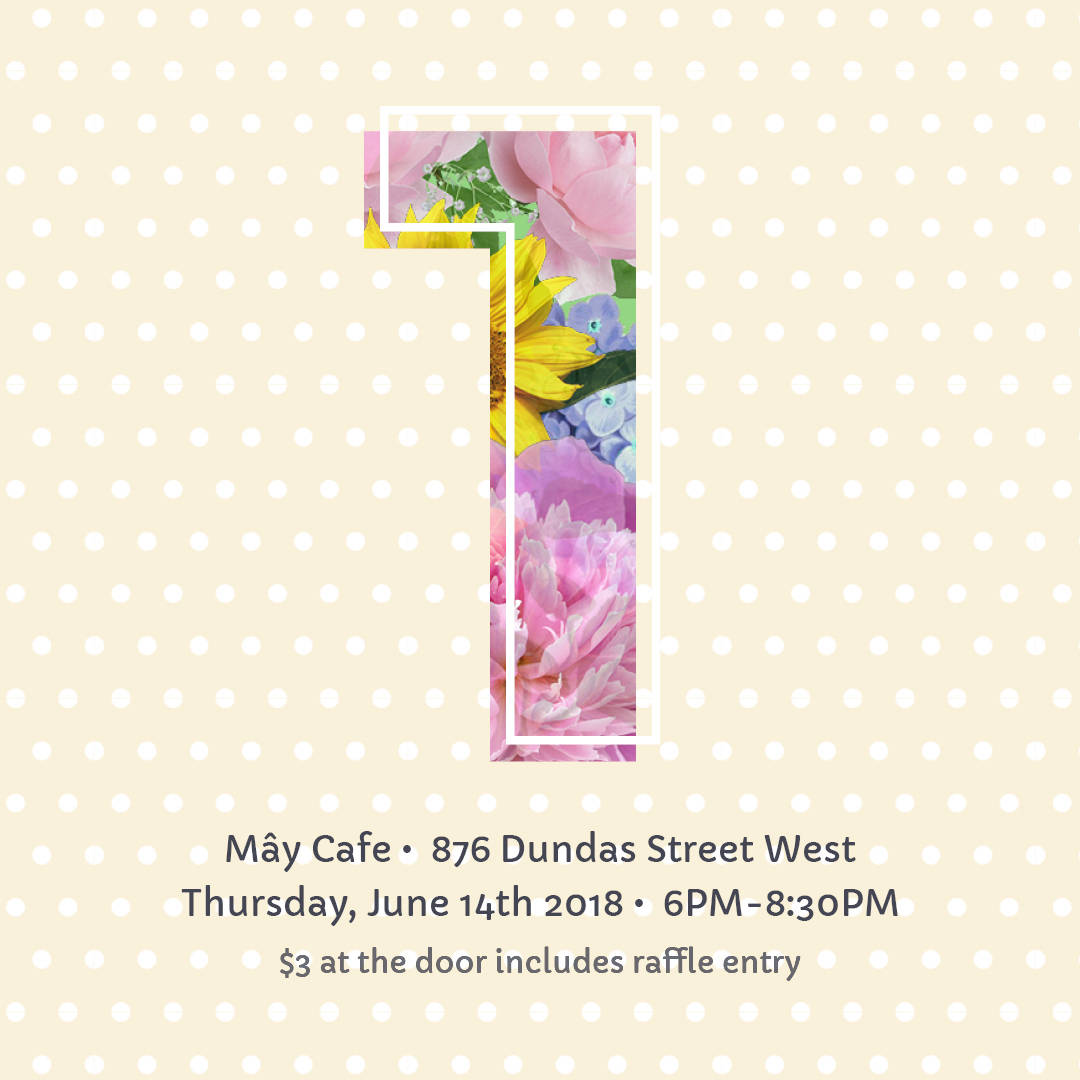 1
Mây Cafe • 876 Dundas Street West
Thursday, June 14th 2018 • 6PM-8:30PM
$3 at the door includes raffle entry